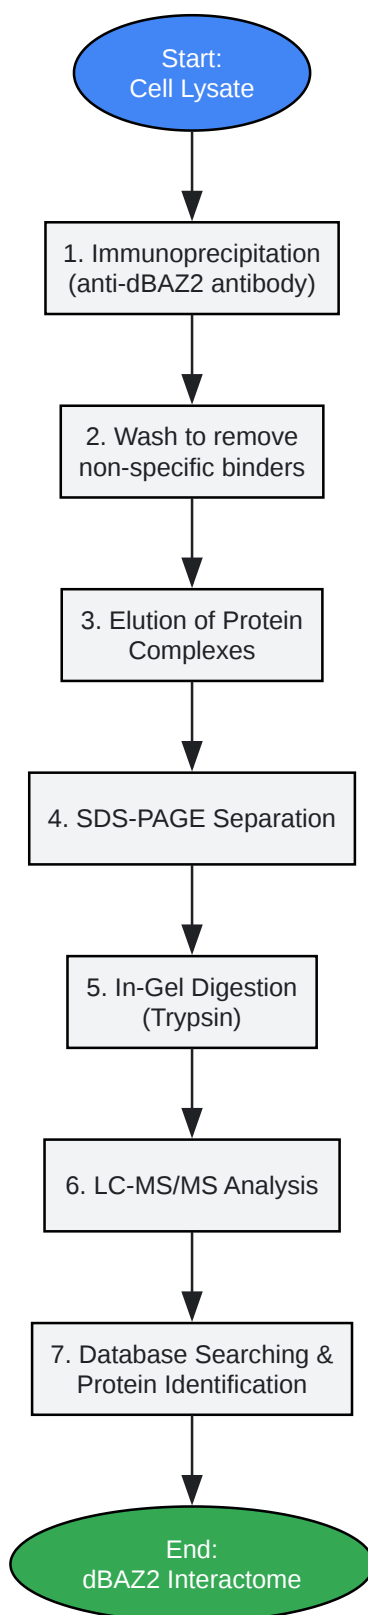 Start:
Cell Lysate
1. Immunoprecipitation
(anti-dBAZ2 antibody)
2. Wash to remove
non-specific binders
3. Elution of Protein
Complexes
4. SDS-PAGE Separation
5. In-Gel Digestion
(Trypsin)
6. LC-MS/MS Analysis
7. Database Searching &
Protein Identification
End:
dBAZ2 Interactome